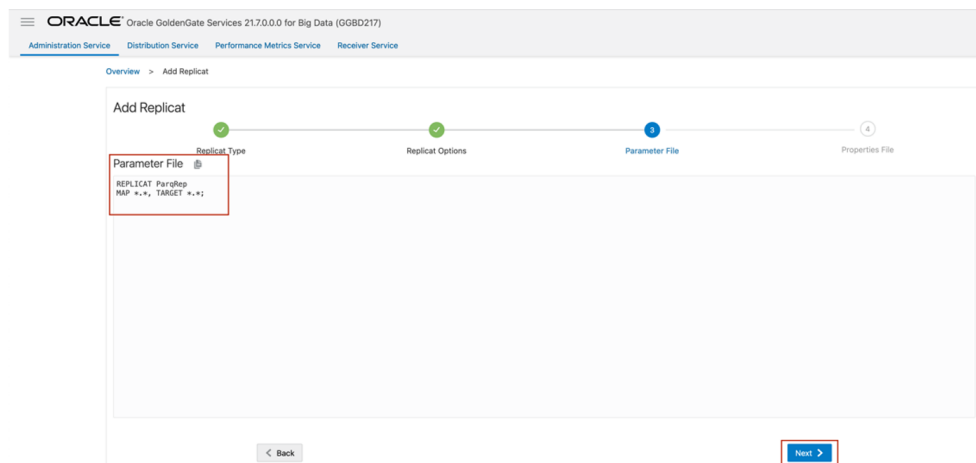 ORACLE Oracle GoldenGate Services 21.7.0.0.0 for Big Data (GGBD217)
Administration Service Distribution Service Performance Metrics Service Receiver Service
Overview > Add Replicat
Add Replicat
3 4
Replicat Type Replicat Options Parameter File Properties File
Parameter File
REPLICAT ParqRep
MAP *.*, TARGET *.*;
< Back Next >